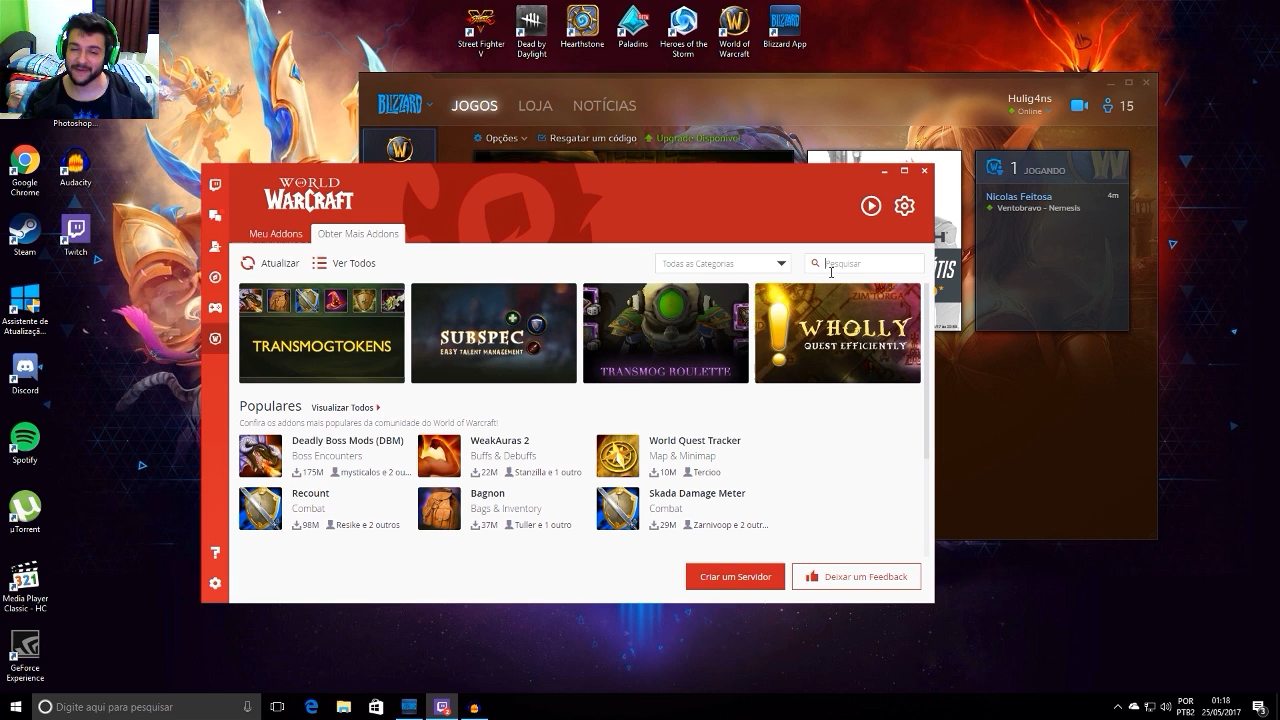 Street Fighter V
Dead by Daylight
Hearthstone
Paladins
Heroes of the Storm
World of Warcraft
Blizzard App
Photoshop...
Google Chrome
Audacity
Steam
Twitch
Assistente de Atualizaçã...
Discord
Spotify
µTorrent
Media Player Classic - HC
GeForce Experience
BLIZZARD
JOGOS
LOJA
NOTÍCIAS
Hulig4ns
Online
15
Opções
Resgatar um código
Upgrade Disponível
1 JOGANDO
Nicolas Feitosa
4m
Ventobravo - Nemesis
WORLD
WARCRAFT
Meu Addons
Obter Mais Addons
Atualizar
Ver Todos
Todas as Categorias
Pesquisar
TRANSMOGTOKENS
SUBSPEC
EASY TALENT MANAGEMENT
TRANSMOG ROULETTE
WHOLLY
QUEST EFFICIENTLY
Populares
Visualizar Todos
Confira os addons mais populares da comunidade do World of Warcraft!
Deadly Boss Mods (DBM)
Boss Encounters
175M mysticalos e 2 ou...
WeakAuras 2
Buffs & Debuffs
22M Stanzilla e 1 outro
World Quest Tracker
Map & Minimap
10M Tercioo
Recount
Combat
98M Resike e 2 outros
Bagnon
Bags & Inventory
37M Tuller e 1 outro
Skada Damage Meter
Combat
29M Zarnivoop e 2 outr...
Criar um Servidor
Deixar um Feedback
Digite aqui para pesquisar
POR
PTB2
01:18
25/05/2017